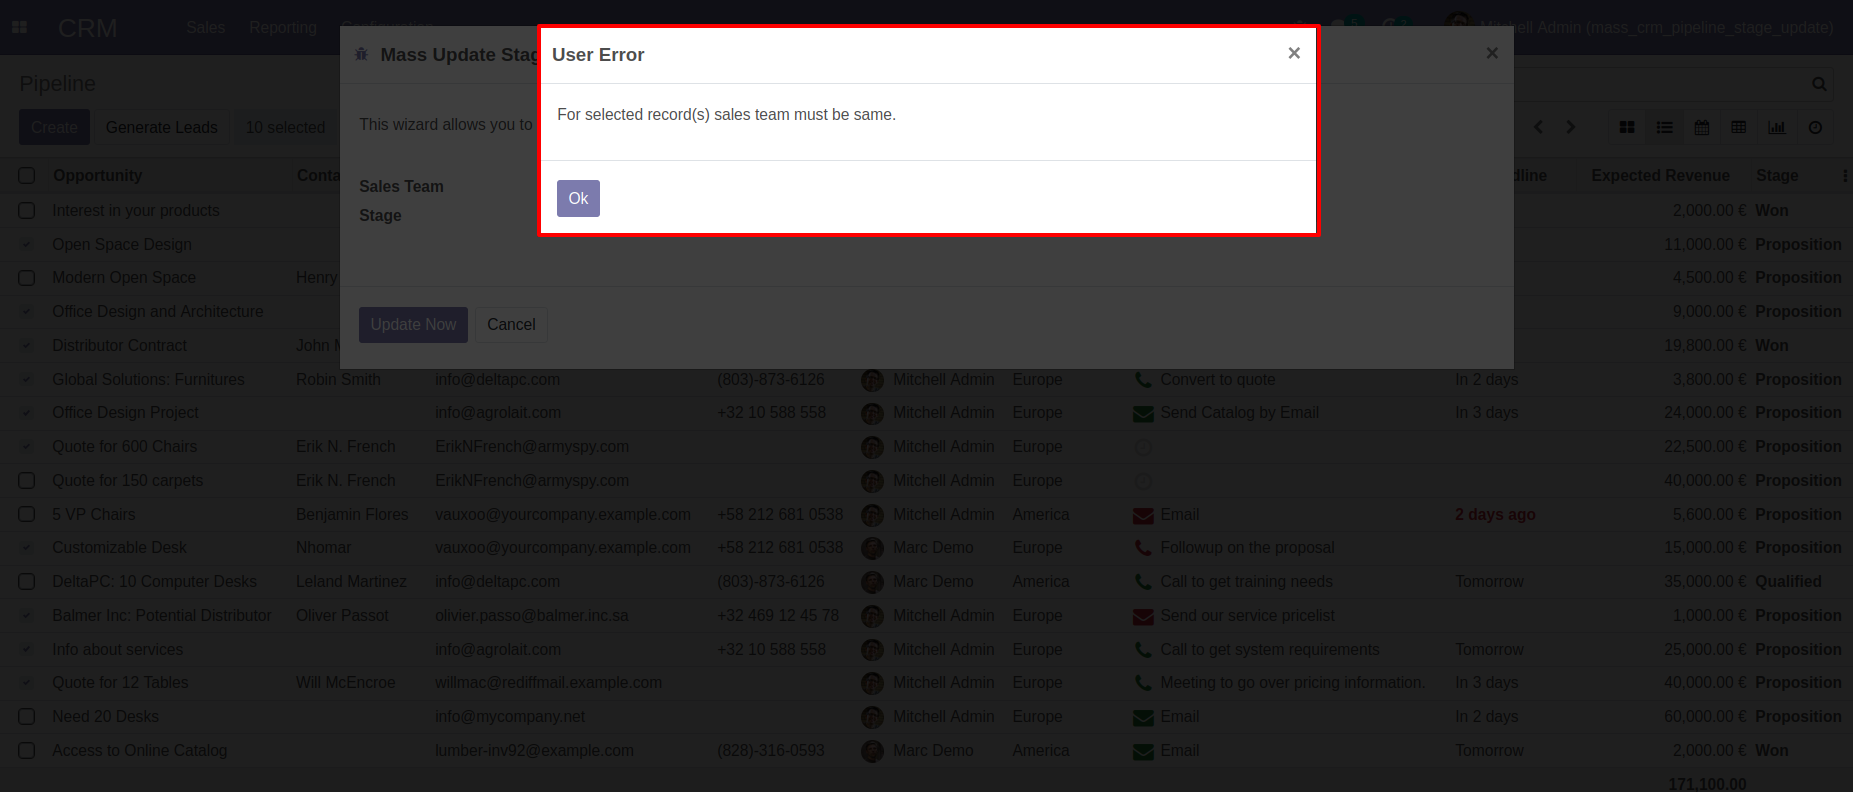 CRM Sales Reporting Configuration 5 2 Mitchell Admin (mass_crm_pipeline_stage_update)
Mass Update Stag
User Error
Pipeline
For selected record(s) sales team must be same.
This wizard allows you to
Create Generate Leads 10 selected
Sales Team
Stage
Ok
Update Now Cancel
Opportunity Conta dline Expected Revenue Stage
Interest in your products 2,000.00 € Won
Open Space Design 11,000.00 € Proposition
Modern Open Space Henry 4,500.00 € Proposition
Office Design and Architecture 9,000.00 € Proposition
Distributor Contract John M 19,800.00 € Won
Global Solutions: Furnitures Robin Smith info@deltapc.com (803)-873-6126 Mitchell Admin Europe Convert to quote In 2 days 3,800.00 € Proposition
Office Design Project info@agrolait.com +32 10 588 558 Mitchell Admin Europe Send Catalog by Email In 3 days 24,000.00 € Proposition
Quote for 600 Chairs Erik N. French ErikNFrench@armyspy.com Mitchell Admin Europe 22,500.00 € Proposition
Quote for 150 carpets Erik N. French ErikNFrench@armyspy.com Mitchell Admin Europe 40,000.00 € Proposition
5 VP Chairs Benjamin Flores vauxoo@yourcompany.example.com +58 212 681 0538 Mitchell Admin America Email 2 days ago 5,600.00 € Proposition
Customizable Desk Nhomar vauxoo@yourcompany.example.com +58 212 681 0538 Marc Demo Europe Followup on the proposal 15,000.00 € Proposition
DeltaPC: 10 Computer Desks Leland Martinez info@deltapc.com (803)-873-6126 Marc Demo America Call to get training needs Tomorrow 35,000.00 € Qualified
Balmer Inc: Potential Distributor Oliver Passot olivier.passo@balmer.inc.sa +32 469 12 45 78 Mitchell Admin Europe Send our service pricelist 1,000.00 € Proposition
Info about services info@agrolait.com +32 10 588 558 Mitchell Admin Europe Call to get system requirements Tomorrow 25,000.00 € Proposition
Quote for 12 Tables Will McEncroe willmac@rediffmail.example.com Mitchell Admin Europe Meeting to go over pricing information. In 3 days 40,000.00 € Proposition
Need 20 Desks info@mycompany.net Mitchell Admin Europe Email In 2 days 60,000.00 € Proposition
Access to Online Catalog lumber-inv92@example.com (828)-316-0593 Marc Demo America Email Tomorrow 2,000.00 € Won
171,100.00